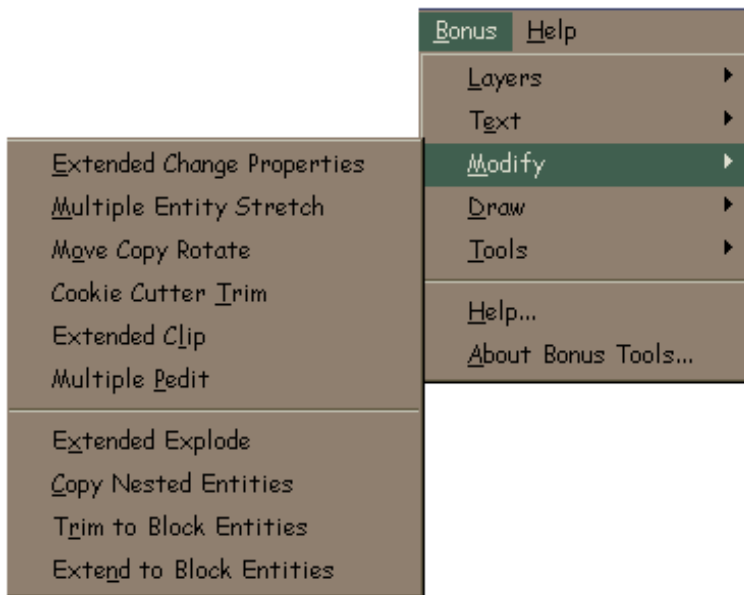 Bonus Help
Layers
Text
Modify
Draw
Tools
Help...
About Bonus Tools...
Extended Change Properties
Multiple Entity Stretch
Move Copy Rotate
Cookie Cutter Trim
Extended Clip
Multiple Pedit
Extended Explode
Copy Nested Entities
Trim to Block Entities
Extend to Block Entities